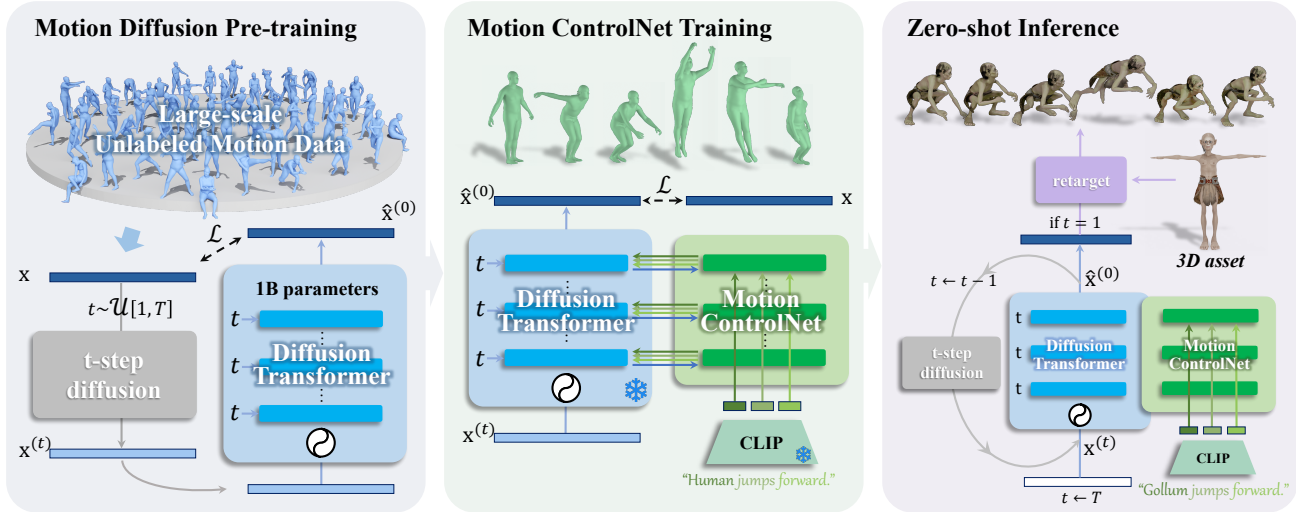 Motion Diffusion Pre-training
Large-scale
Unlabeled Motion Data
x̂⁽⁰⁾
ℒ
x
t~𝒰[1, T]
1B parameters
t
t-step
diffusion
t
Diffusion
Transformer
t
x⁽ᵗ⁾
Motion ControlNet Training
x̂⁽⁰⁾
ℒ
x
t
t
Diffusion
Transformer
Motion
ControlNet
t
x⁽ᵗ⁾
CLIP
"Human jumps forward."
Zero-shot Inference
retarget
if t = 1
3D asset
t ← t − 1
x̂⁽⁰⁾
t
t
t
t-step
diffusion
Diffusion
Transformer
Motion
ControlNet
x⁽ᵗ⁾
CLIP
t ← T
"Gollum jumps forward."